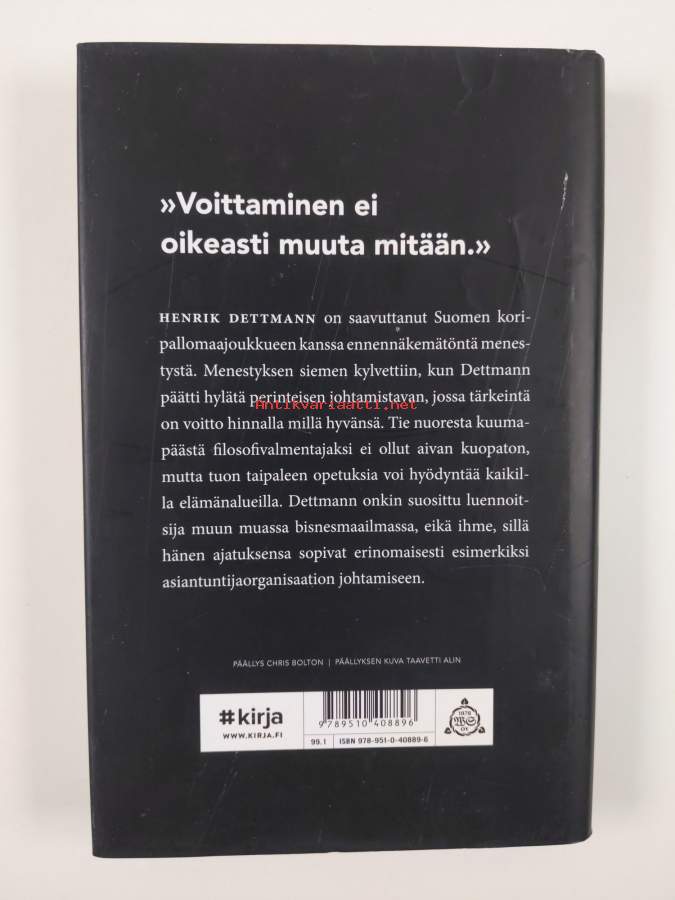 »Voittaminen ei
oikeasti muuta mitään.»
HENRIK DETTMANN on saavuttanut Suomen kori-
pallomaajoukkueen kanssa ennennäkemätöntä menes-
tystä. Menestyksen siemen kylvettiin, kun Dettmann
päätti hylätä perinteisen johtamistavan, jossa tärkeintä
Antikvariaatti.net
on voitto hinnalla millä hyvänsä. Tie nuoresta kuuma-
päästä filosofivalmentajaksi ei ollut aivan kuopaton,
mutta tuon taipaleen opetuksia voi hyödyntää kaikil-
la elämänalueilla. Dettmann onkin suosittu luennoit-
sija muun muassa bisnesmaailmassa, eikä ihme, sillä
hänen ajatuksensa sopivat erinomaisesti esimerkiksi
asiantuntijaorganisaation johtamiseen.
PÄÄLLYS CHRIS BOLTON | PÄÄLLYKSEN KUVA TAAVETTI ALIN
#kirja
WWW.KIRJA.FI
9789510408896
99.1 ISBN 978-951-0-40889-6
1878
WS
OY